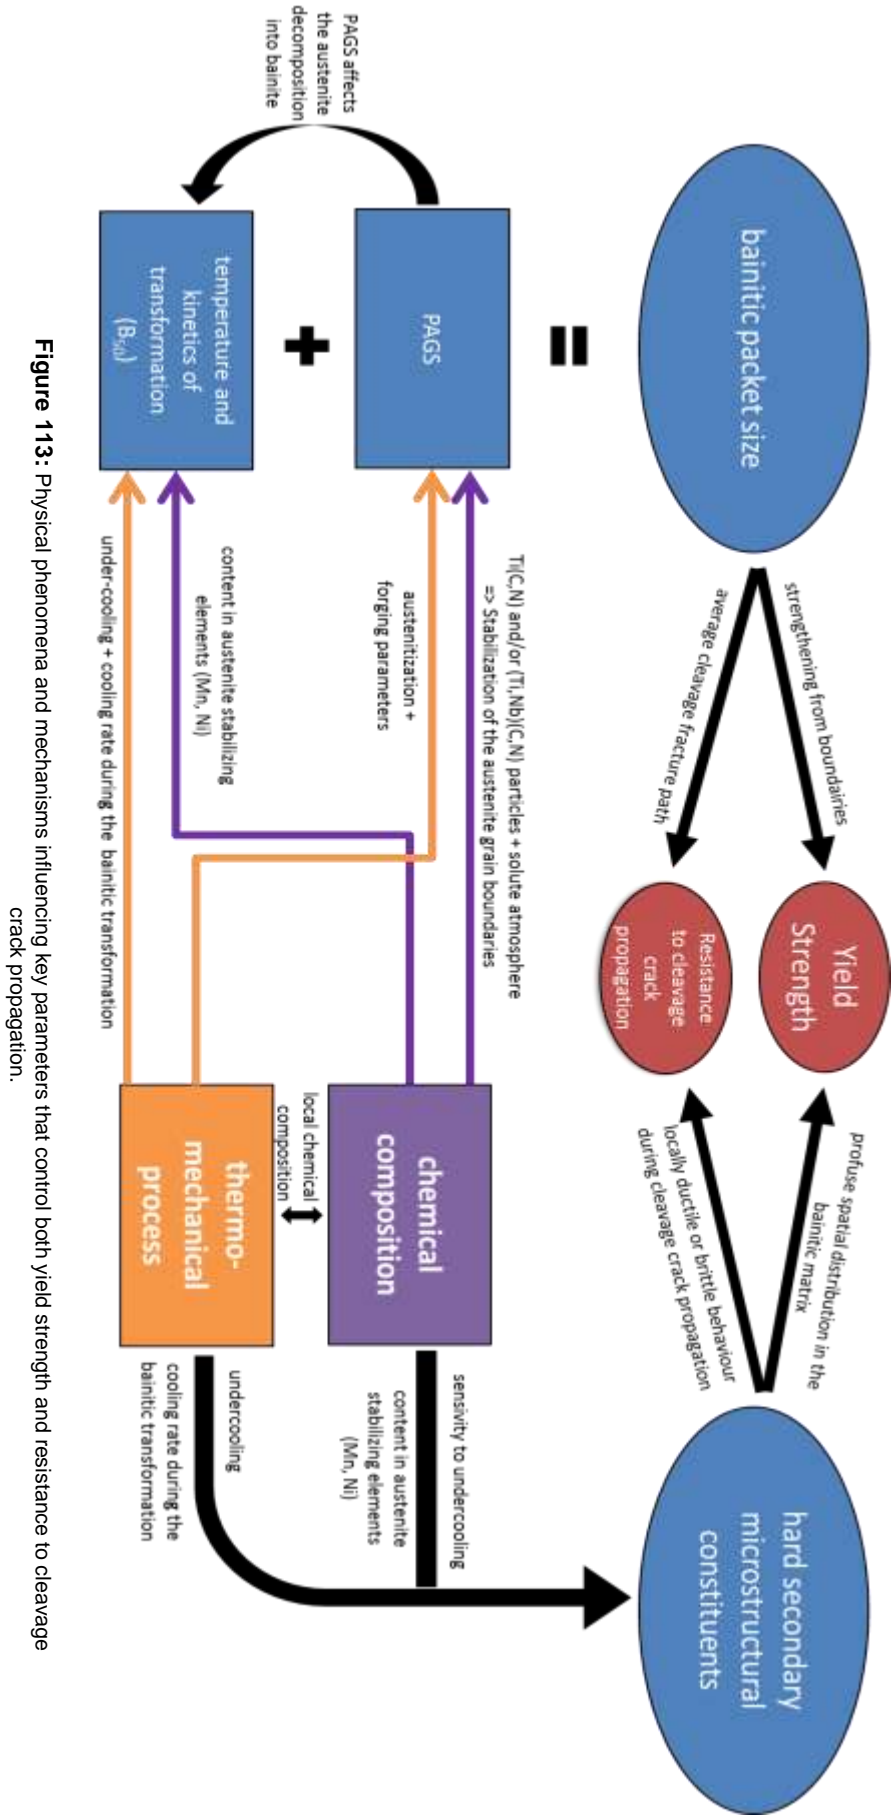 bainitic packet size
strengthening from boundairies
average cleavage fracture path
Yield
Strength
Resistance
to cleavage
crack
propagation
profuse spatial distribution in the
bainitic matrix
locally ductile or brittle behaviour
during cleavage crack propagation
hard secondary
microstructural
constituents
=
PAGS
+
temperature and
kinetics of
transformation
(B50)
PAGS affects
the austenite
decomposition
into bainite
Ti(C,N) and/or (Ti,Nb)(C,N) particles + solute atmosphere
=> Stabilization of the austenite grain boundaries
austenitization +
forging parameters
content in austenite stabilizing
elements (Mn, Ni)
under-cooling + cooling rate during the bainitic transformation
chemical
composition
local chemical
composition
thermo-
mechanical
process
sensivity to undercooling
content in austenite
stabilizing elements
(Mn, Ni)
undercooling
cooling rate during the
bainitic transformation
Figure 113: Physical phenomena and mechanisms influencing key parameters that control both yield strength and resistance to cleavage
crack propagation.